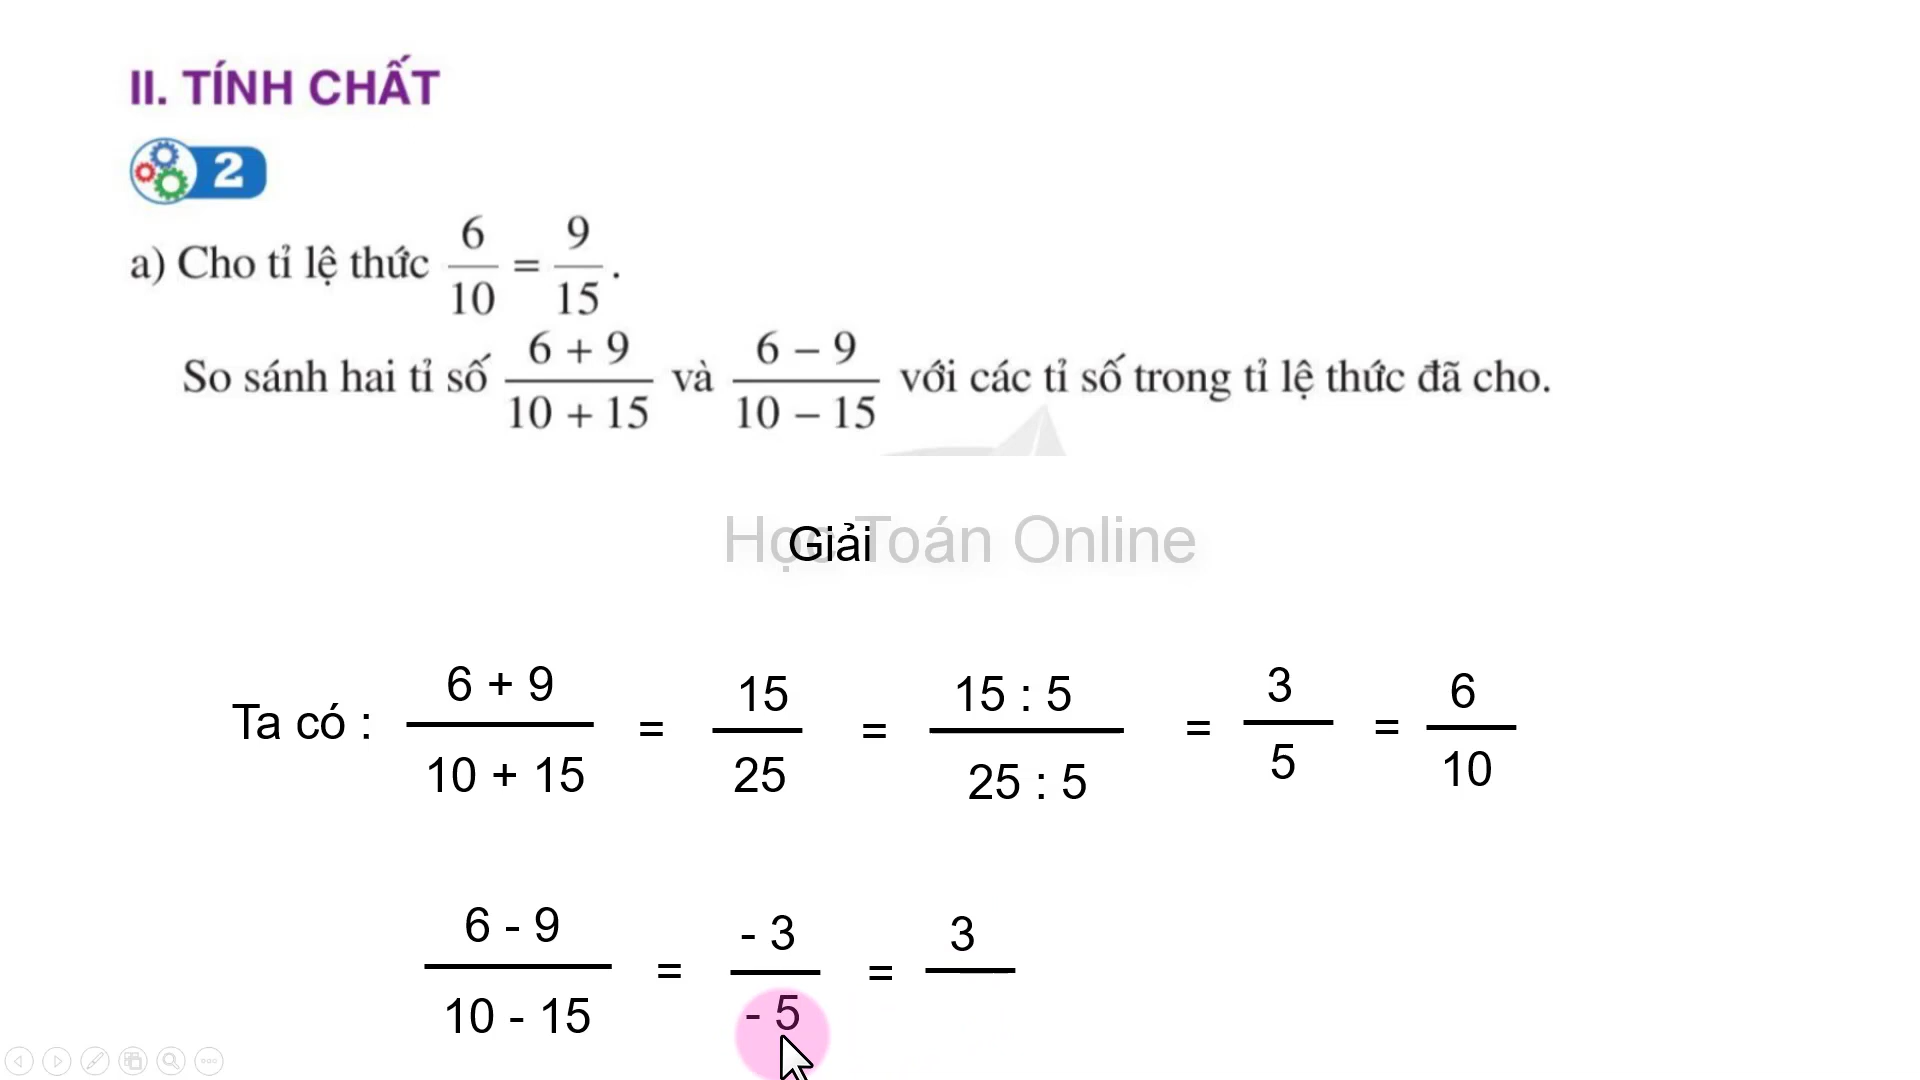 II. TÍNH CHẤT
2
a) Cho tỉ lệ thức 6/10 = 9/15.
So sánh hai tỉ số (6 + 9)/(10 + 15) và (6 – 9)/(10 – 15) với các tỉ số trong tỉ lệ thức đã cho.
Học Toán Online
Giải
Ta có : (6 + 9)/(10 + 15) = 15/25 = (15 : 5)/(25 : 5) = 3/5 = 6/10
(6 - 9)/(10 - 15) = - 3/- 5 = 3/